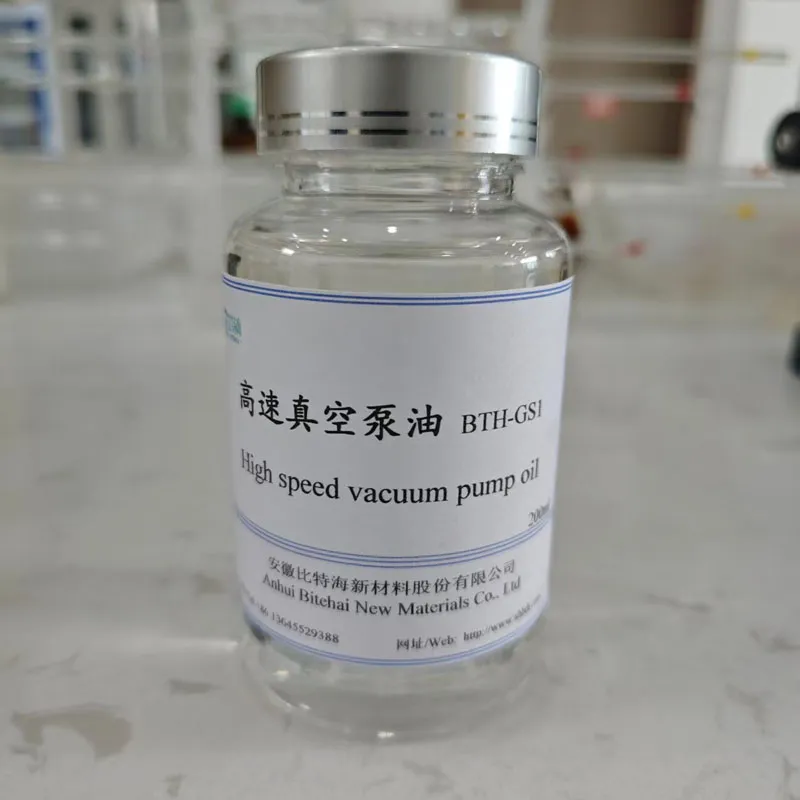 高速真空泵油 BTH-GS1
High speed vacuum pump oil
200ml
安徽比特海新材料股份有限公司
Anhui Bitehai New Materials Co., Ltd
+86 13645529388 网址/Web: